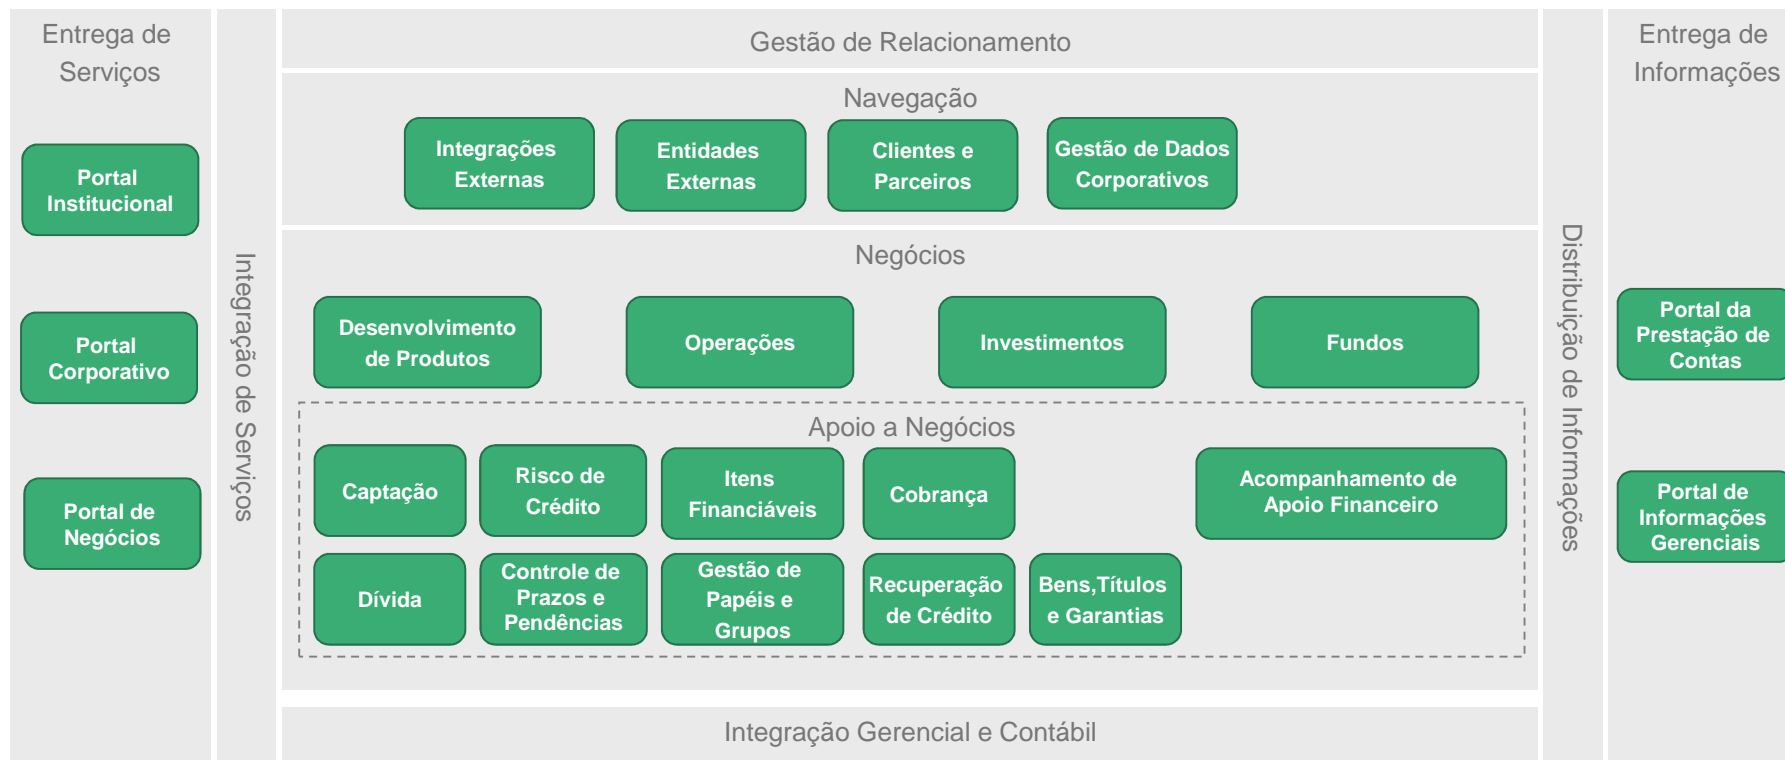 Entrega de
Serviços
Portal
Institucional
Portal
Corporativo
Portal de
Negócios
Integração de Serviços
Gestão de Relacionamento
Navegação
Integrações
Externas
Entidades
Externas
Clientes e
Parceiros
Gestão de Dados
Corporativos
Negócios
Desenvolvimento
de Produtos
Operações
Investimentos
Fundos
Apoio a Negócios
Captação
Risco de
Crédito
Itens
Financiáveis
Cobrança
Acompanhamento de
Apoio Financeiro
Dívida
Controle de
Prazos e
Pendências
Gestão de
Papéis e
Grupos
Recuperação
de Crédito
Bens,Títulos
e Garantias
Integração Gerencial e Contábil
Distribuição de Informações
Entrega de
Informações
Portal da
Prestação de
Contas
Portal de
Informações
Gerenciais